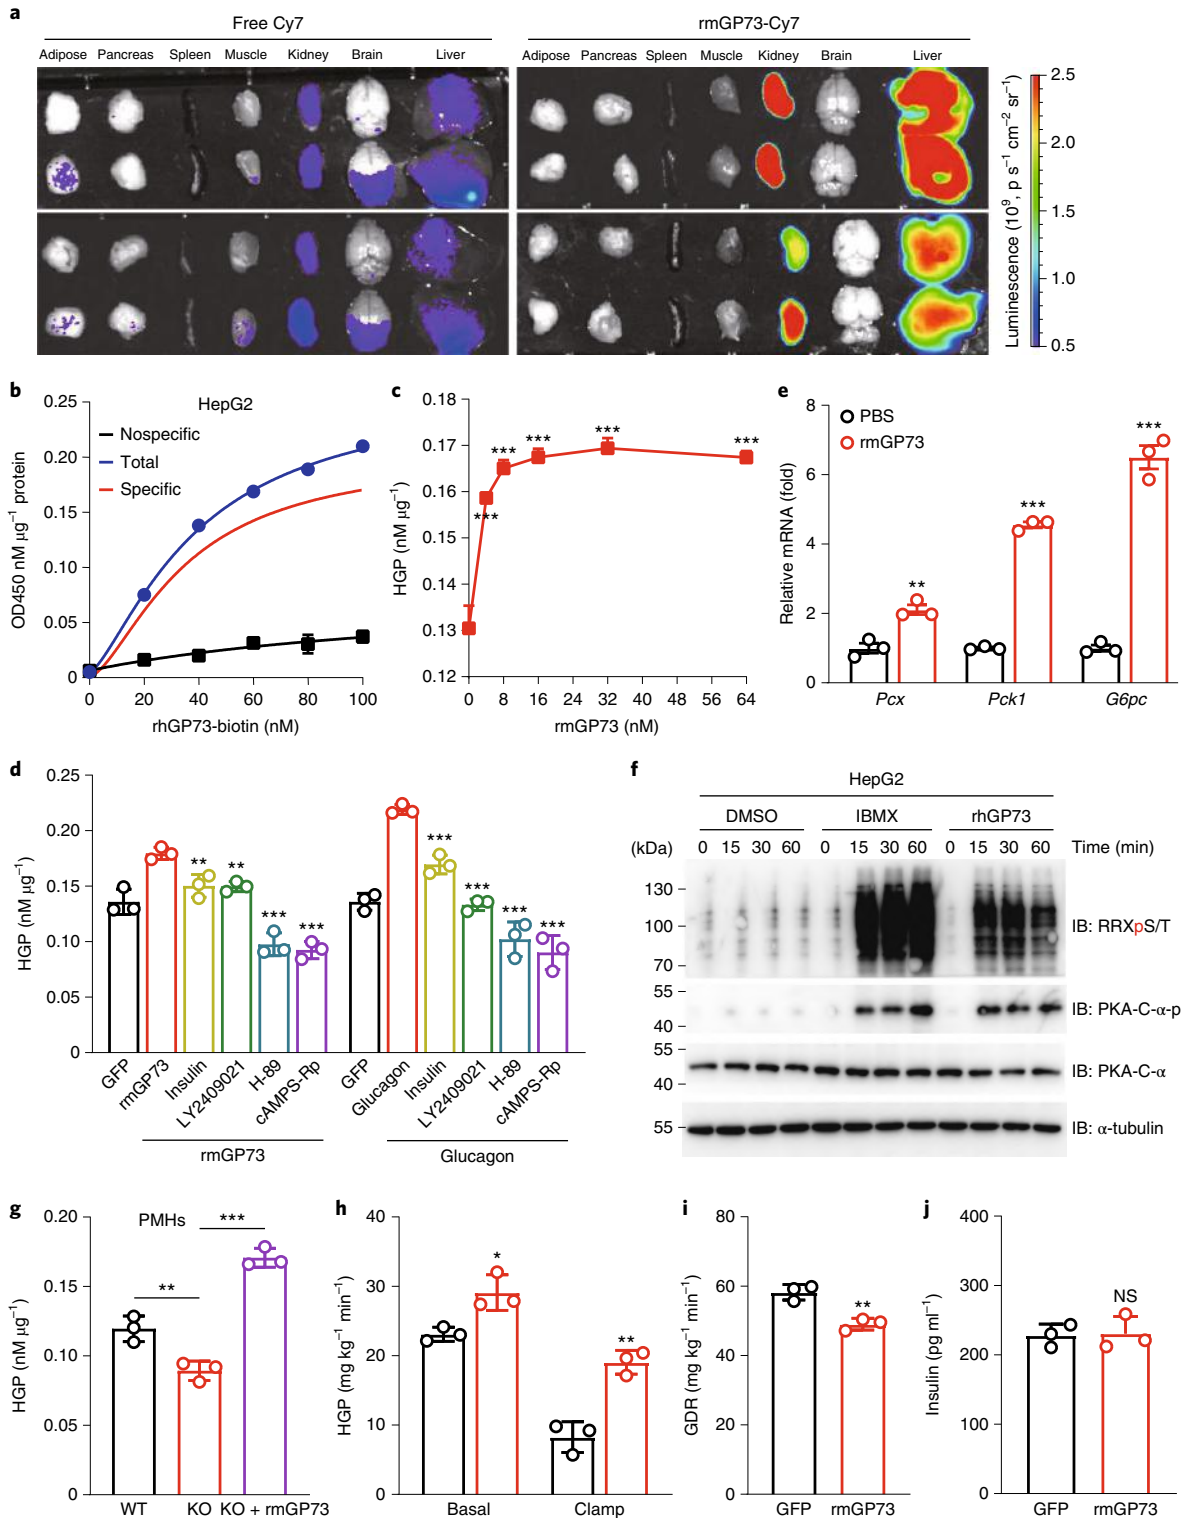 a
Free Cy7
rmGP73-Cy7
Adipose Pancreas Spleen Muscle Kidney Brain Liver
Adipose Pancreas Spleen Muscle Kidney Brain Liver
2.5
2.0
1.5
1.0
0.5
Luminescence (10⁹, p s⁻¹ cm⁻² sr⁻¹)
b
HepG2
Nospecific
Total
Specific
OD450 nM µg⁻¹ protein
0.25
0.20
0.15
0.10
0.05
0
0 20 40 60 80 100
rhGP73-biotin (nM)
c
HGP (nM µg⁻¹)
0.18
0.17
0.16
0.15
0.14
0.13
0.12
*** *** *** *** ***
0 8 16 24 32 40 48 56 64
rmGP73 (nM)
e
PBS
rmGP73
Relative mRNA (fold)
8
6
4
2
0
** *** ***
Pcx Pck1 G6pc
d
HGP (nM µg⁻¹)
0.25
0.20
0.15
0.10
0.05
0
** ** *** *** *** *** *** ***
GFP rmGP73 Insulin LY2409021 H-89 cAMPS-Rp GFP Glucagon Insulin LY2409021 H-89 cAMPS-Rp
rmGP73 Glucagon
f
HepG2
DMSO IBMX rhGP73
(kDa) 0 15 30 60 0 15 30 60 0 15 30 60 Time (min)
130
100
70
IB: RRXpS/T
55
40
IB: PKA-C-α-p
55
40
IB: PKA-C-α
55
IB: α-tubulin
g
PMHs
HGP (nM µg⁻¹)
0.20
0.15
0.10
0.05
0
** ***
WT KO KO + rmGP73
h
HGP (mg kg⁻¹ min⁻¹)
40
30
20
10
0
* **
Basal Clamp
i
GDR (mg kg⁻¹ min⁻¹)
80
60
40
20
0
**
GFP rmGP73
j
Insulin (pg ml⁻¹)
400
300
200
100
0
NS
GFP rmGP73